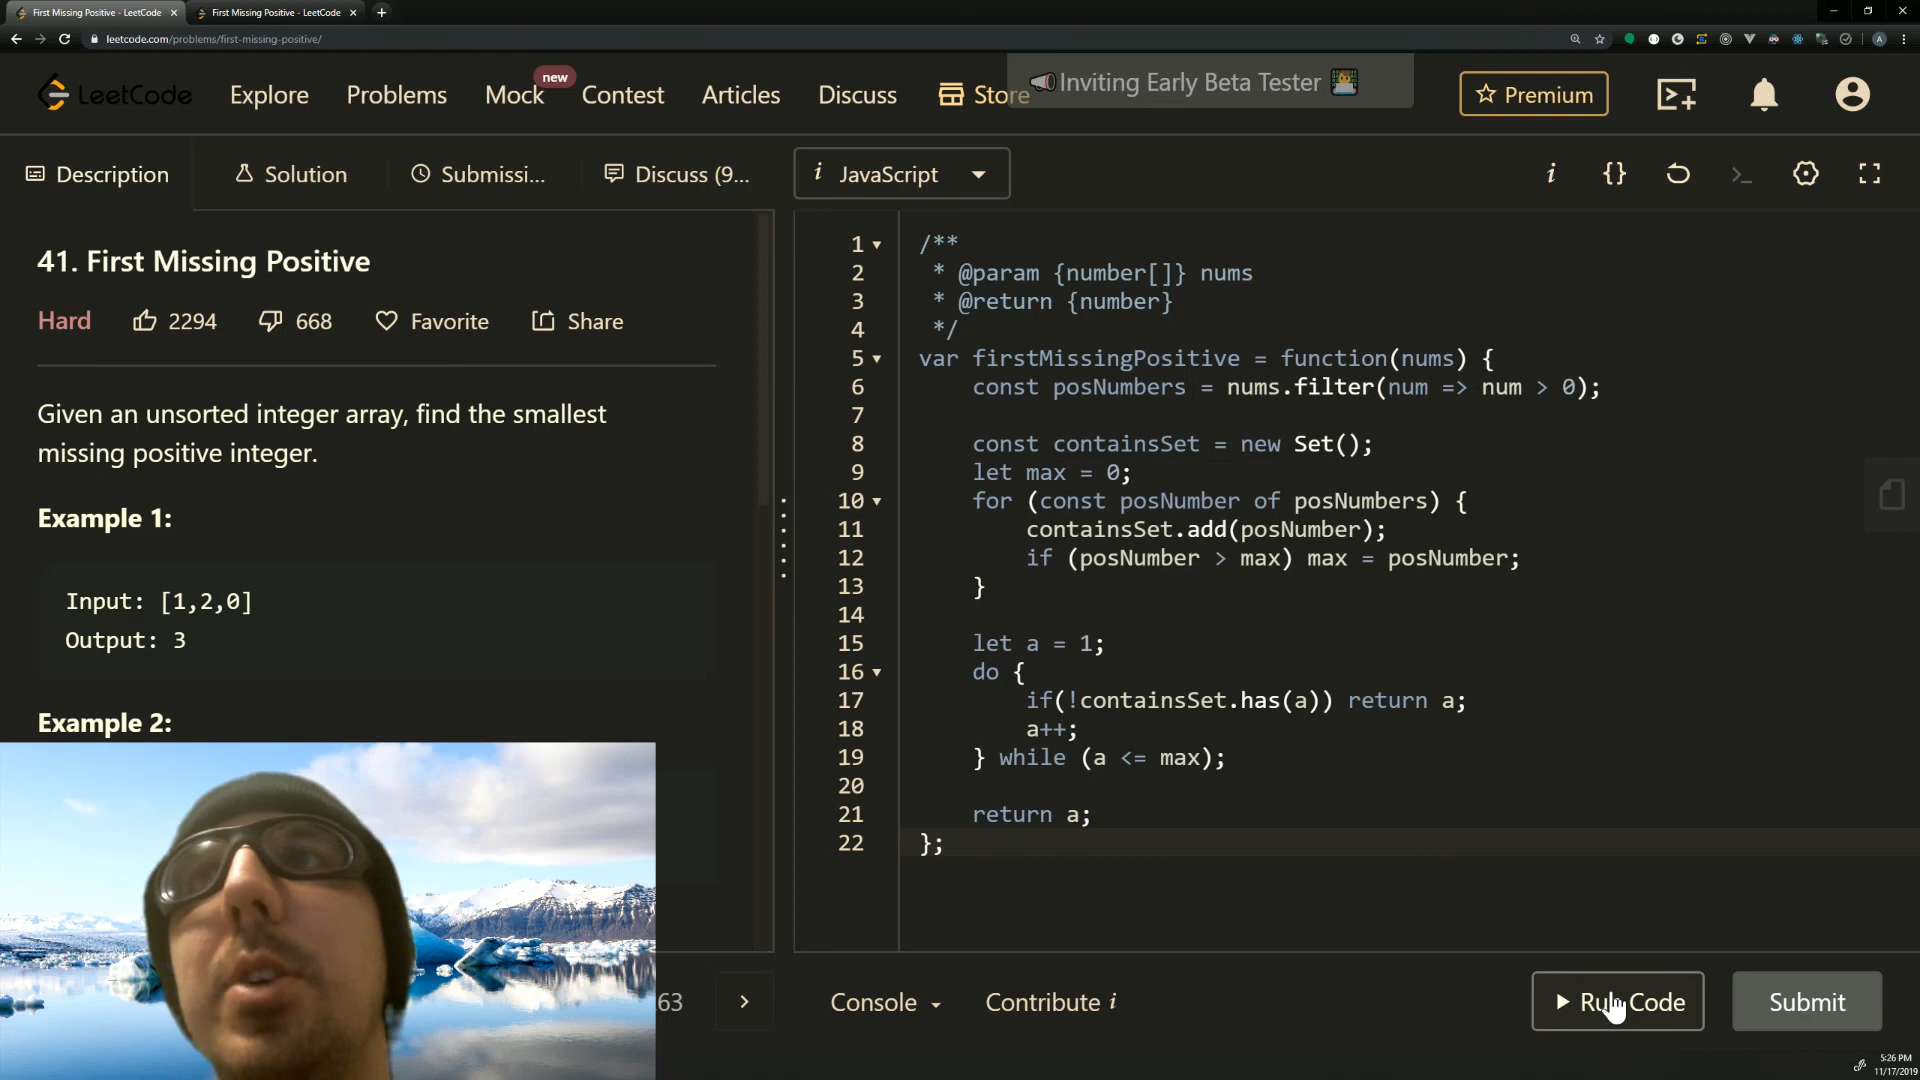 First Missing Positive - LeetCode
First Missing Positive - LeetCode
leetcode.com/problems/first-missing-positive/
LeetCode
Explore
Problems
Mock
new
Contest
Articles
Discuss
Store
Inviting Early Beta Tester
Premium
Description
Solution
Submissi...
Discuss (9...
i JavaScript
41. First Missing Positive
Hard
2294
668
Favorite
Share
Given an unsorted integer array, find the smallest
missing positive integer.
Example 1:
Input: [1,2,0]
Output: 3
Example 2:
1 /**
2 * @param {number[]} nums
3 * @return {number}
4 */
5 var firstMissingPositive = function(nums) {
6 const posNumbers = nums.filter(num => num > 0);
7
8 const containsSet = new Set();
9 let max = 0;
10 for (const posNumber of posNumbers) {
11 containsSet.add(posNumber);
12 if (posNumber > max) max = posNumber;
13 }
14
15 let a = 1;
16 do {
17 if(!containsSet.has(a)) return a;
18 a++;
19 } while (a <= max);
20
21 return a;
22 };
63
Console
Contribute i
Run Code
Submit
5:26 PM
11/17/2019